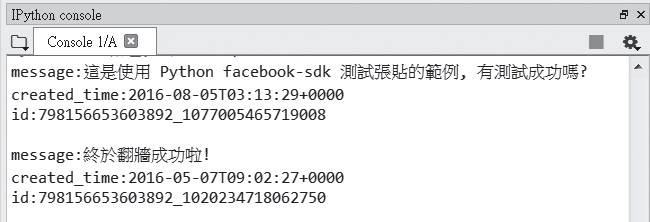 IPython console
Console 1/A
message:這是使用 Python facebook-sdk 測試張貼的範例, 有測試成功嗎?
created_time:2016-08-05T03:13:29+0000
id:798156653603892_1077005465719008
message:終於翻牆成功啦!
created_time:2016-05-07T09:02:27+0000
id:798156653603892_1020234718062750